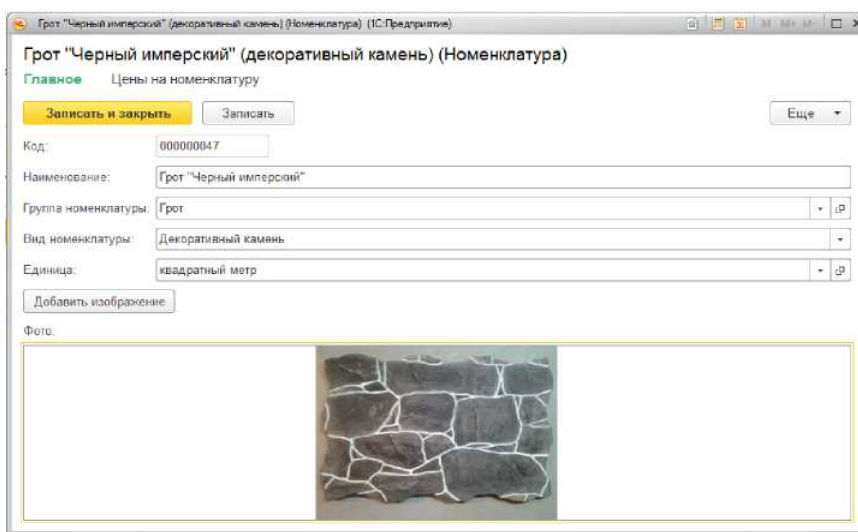 Грот "Черный имперский" (декоративный камень) (Номенклатура) (1С:Предприятие)
M M+ M-
Грот "Черный имперский" (декоративный камень) (Номенклатура)
Главное Цены на номенклатуру
Записать и закрыть Записать Еще
Код: 000000047
Наименование: Грот "Черный имперский"
Группа номенклатуры: Грот
Вид номенклатуры: Декоративный камень
Единица: квадратный метр
Добавить изображение
Фото: